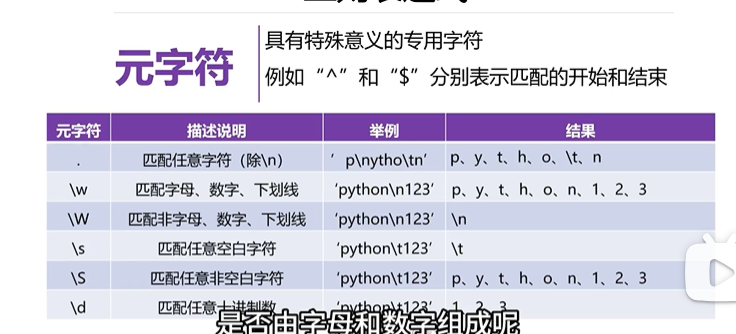 元字符
具有特殊意义的专用字符
例如“^”和“$”分别表示匹配的开始和结束
元字符 描述说明 举例 结果
. 匹配任意字符（除\n） 'p\nytho\tn' p、y、t、h、o、\t、n
\w 匹配字母、数字、下划线 'python\n123' p、y、t、h、o、n、1、2、3
\W 匹配非字母、数字、下划线 'python\n123' \n
\s 匹配任意空白字符 'python\t123' \t
\S 匹配任意非空白字符 'python\t123' p、y、t、h、o、n、1、2、3
\d 匹配任意十进制数 'python\t123' 1、2、3
是否由字母和数字组成呢